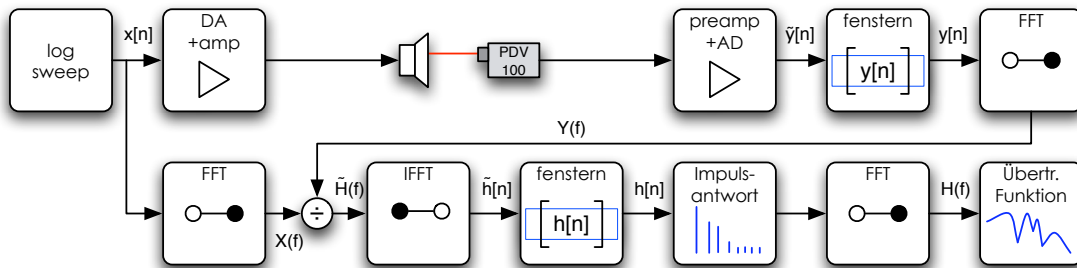 log
sweep
x[n]
DA
+amp
PDV
100
preamp
+AD
ỹ[n]
fenstern
y[n]
y[n]
FFT
Y(f)
FFT
X(f)
÷
H̃(f)
IFFT
h̃[n]
fenstern
h[n]
h[n]
Impuls-
antwort
FFT
H(f)
Übertr.
Funktion